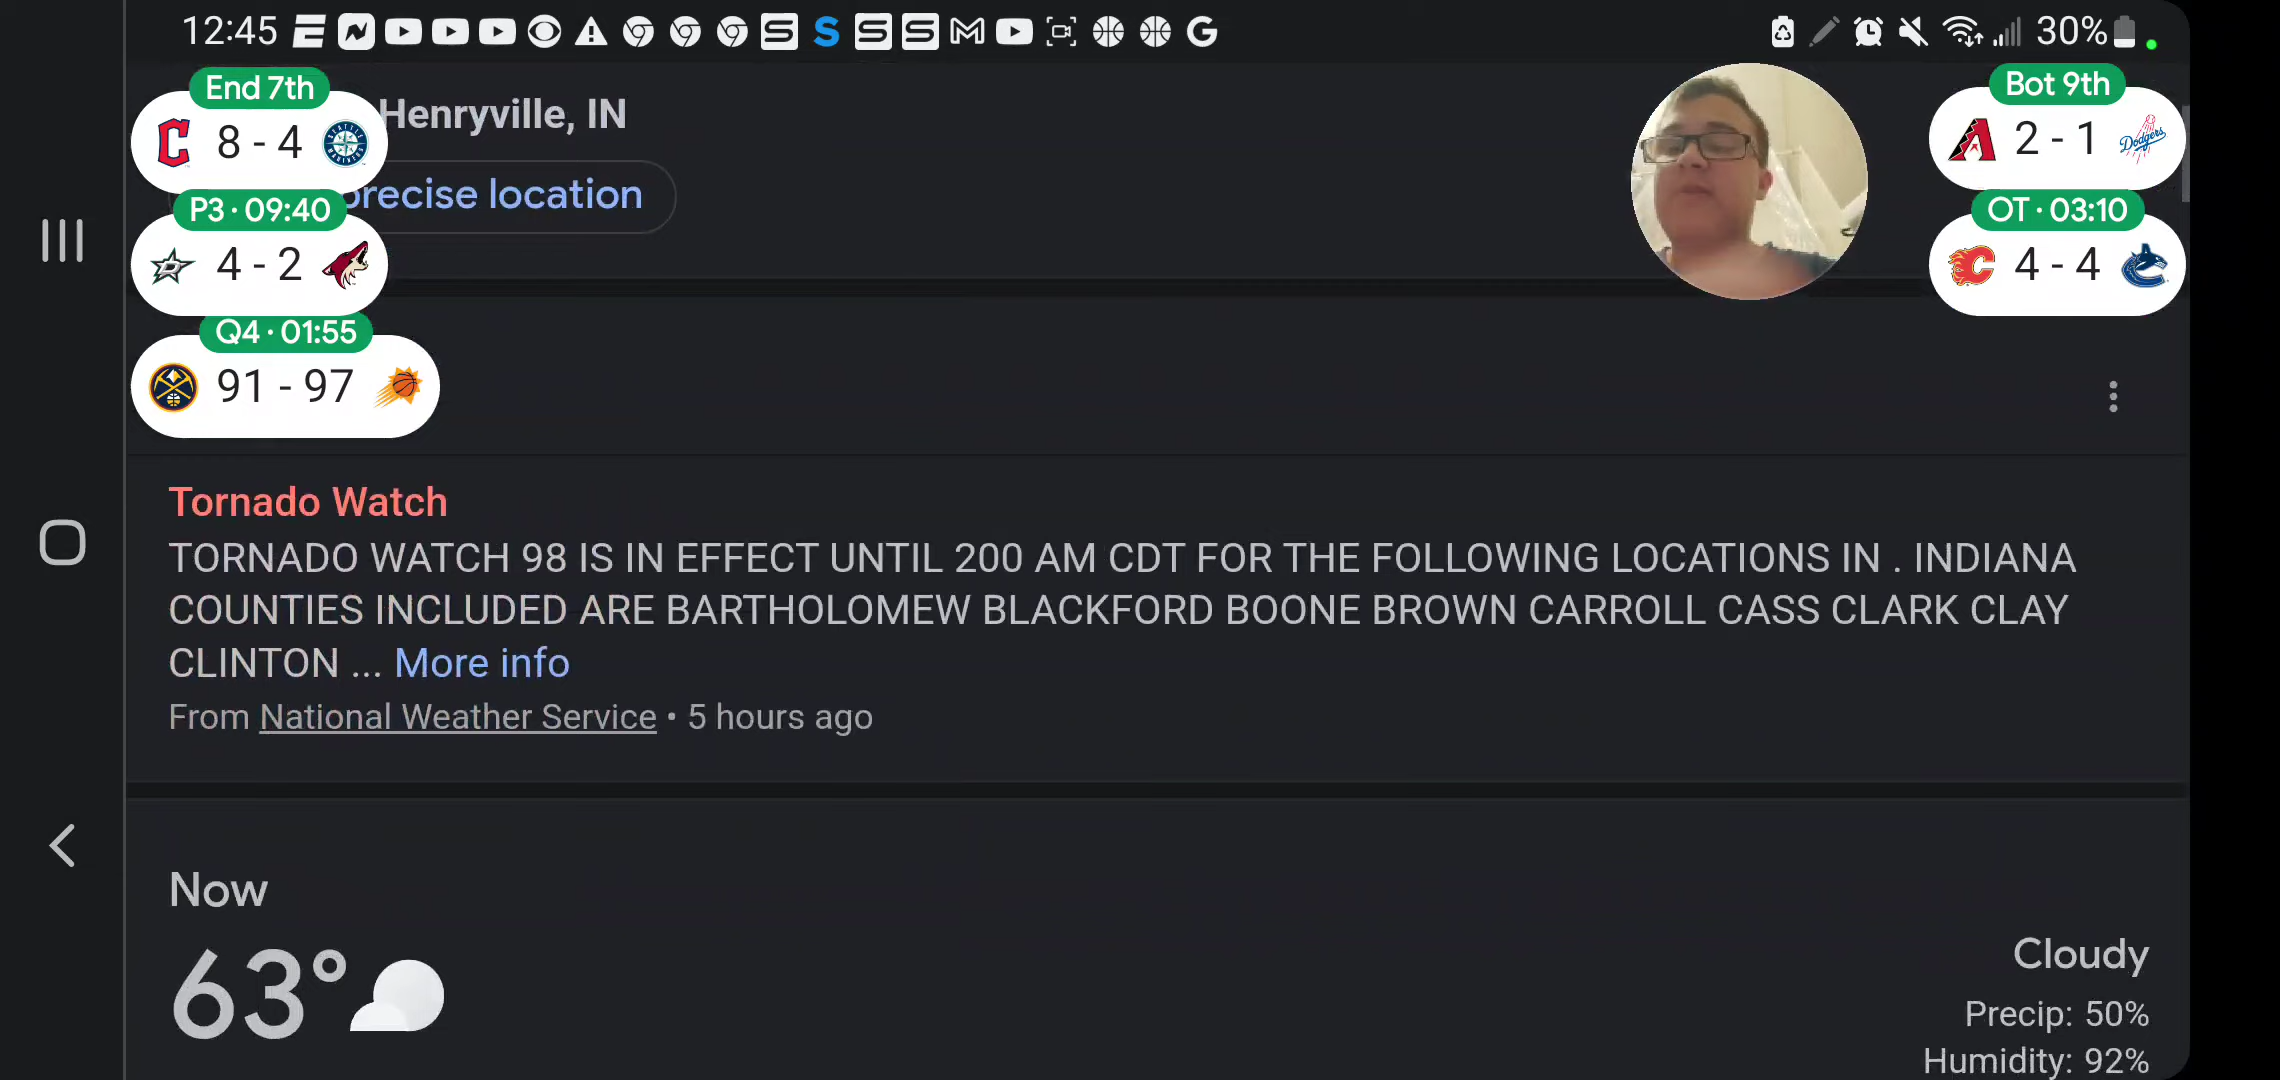 12:45
30%
End 7th
8 - 4
Henryville, IN
Bot 9th
2 - 1
Dodgers
precise location
P3 · 09:40
4 - 2
OT · 03:10
4 - 4
Q4 · 01:55
91 - 97
Tornado Watch
TORNADO WATCH 98 IS IN EFFECT UNTIL 200 AM CDT FOR THE FOLLOWING LOCATIONS IN . INDIANA
COUNTIES INCLUDED ARE BARTHOLOMEW BLACKFORD BOONE BROWN CARROLL CASS CLARK CLAY
CLINTON ... More info
From National Weather Service • 5 hours ago
Now
63°
Cloudy
Precip: 50%
Humidity: 92%